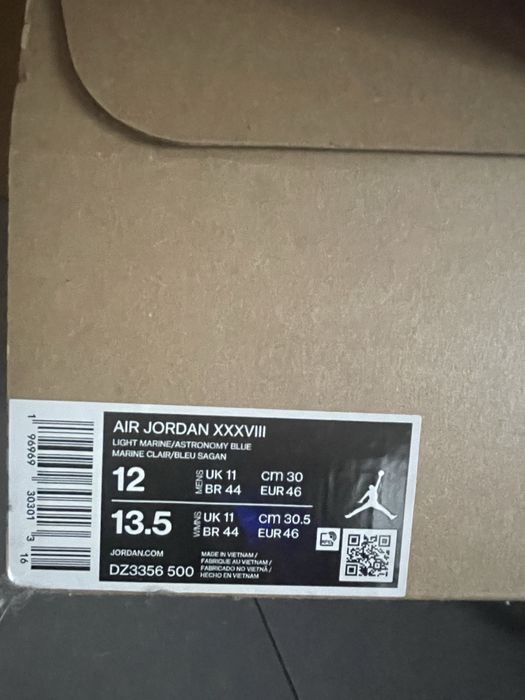 AIR JORDAN XXXVIII
LIGHT MARINE/ASTRONOMY BLUE
MARINE CLAIR/BLEU SAGAN
12 MENS UK 11 CM 30
BR 44 EUR 46
13.5 WMNS UK 11 CM 30.5
BR 44 EUR 46
JORDAN.COM
DZ3356 500
MADE IN VIETNAM /
FABRIQUE AU VIETNAM /
FABRICADO NO VIETNÃ /
HECHO EN VIETNAM
1 96969 30301 3
16